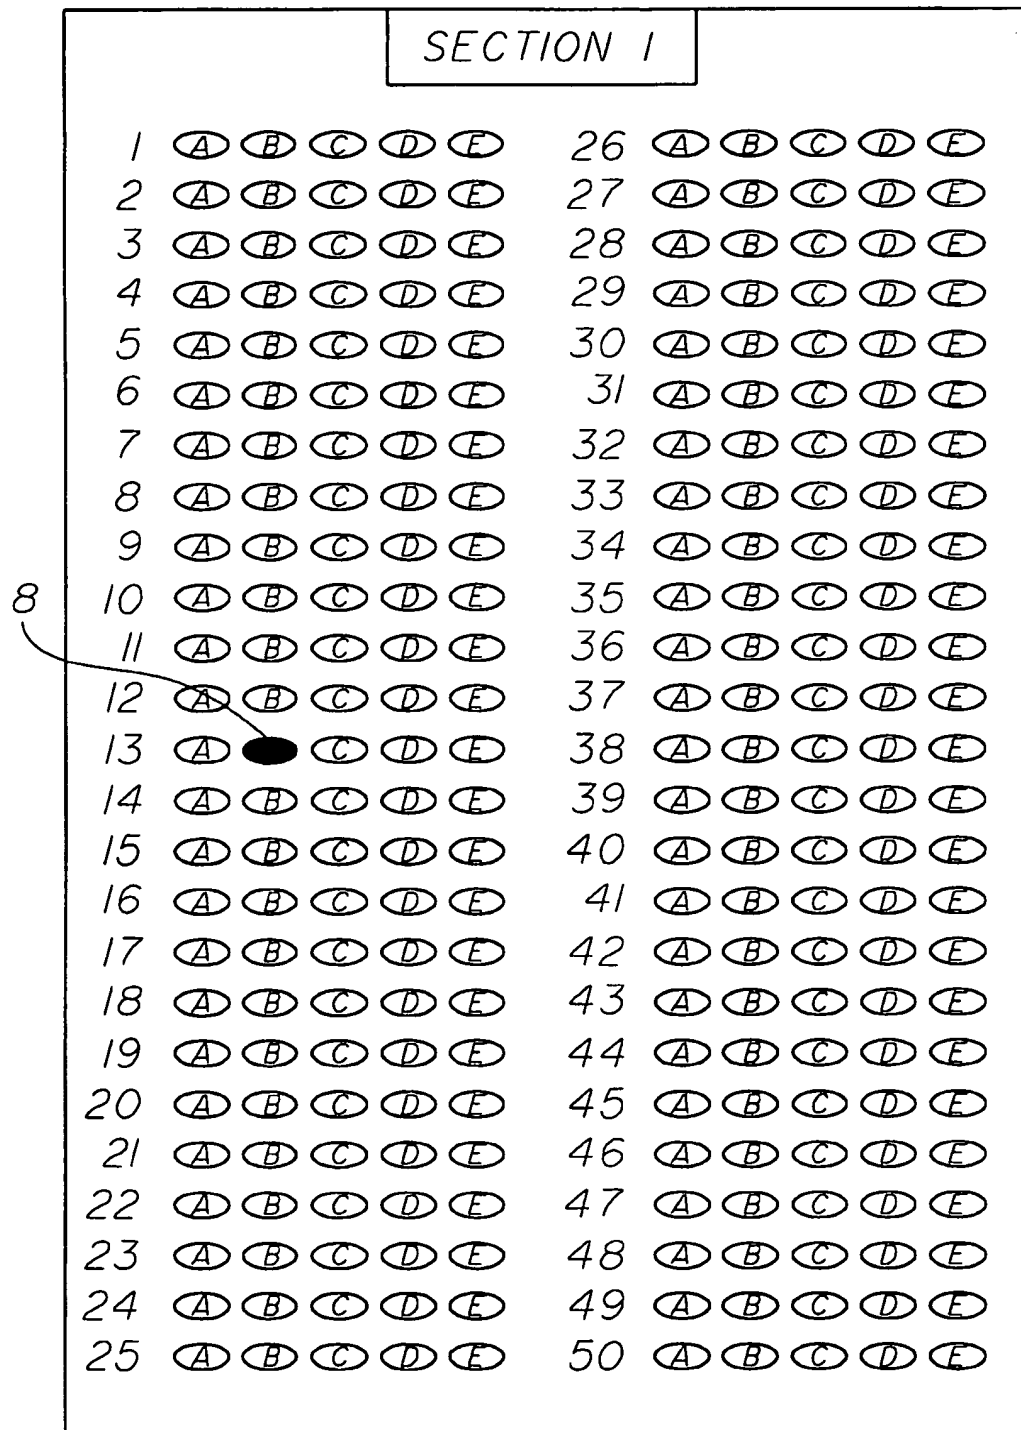 SECTION 1
1 A B C D E 26 A B C D E
2 A B C D E 27 A B C D E
3 A B C D E 28 A B C D E
4 A B C D E 29 A B C D E
5 A B C D E 30 A B C D E
6 A B C D E 31 A B C D E
7 A B C D E 32 A B C D E
8 A B C D E 33 A B C D E
9 A B C D E 34 A B C D E
8 10 A B C D E 35 A B C D E
11 A B C D E 36 A B C D E
12 A B C D E 37 A B C D E
13 A C D E 38 A B C D E
14 A B C D E 39 A B C D E
15 A B C D E 40 A B C D E
16 A B C D E 41 A B C D E
17 A B C D E 42 A B C D E
18 A B C D E 43 A B C D E
19 A B C D E 44 A B C D E
20 A B C D E 45 A B C D E
21 A B C D E 46 A B C D E
22 A B C D E 47 A B C D E
23 A B C D E 48 A B C D E
24 A B C D E 49 A B C D E
25 A B C D E 50 A B C D E